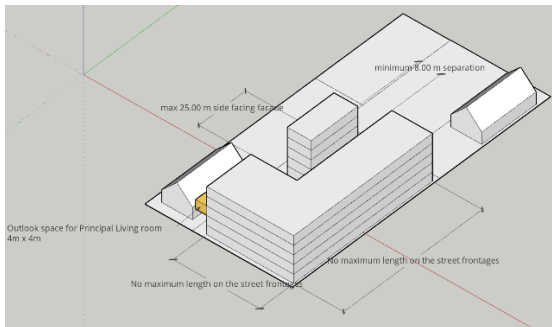 minimum 8.00 m separation
max 25.00 m side facing facade
Outlook space for Principal Living room
4m x 4m
No maximum length on the street frontages
No maximum length on the street frontages